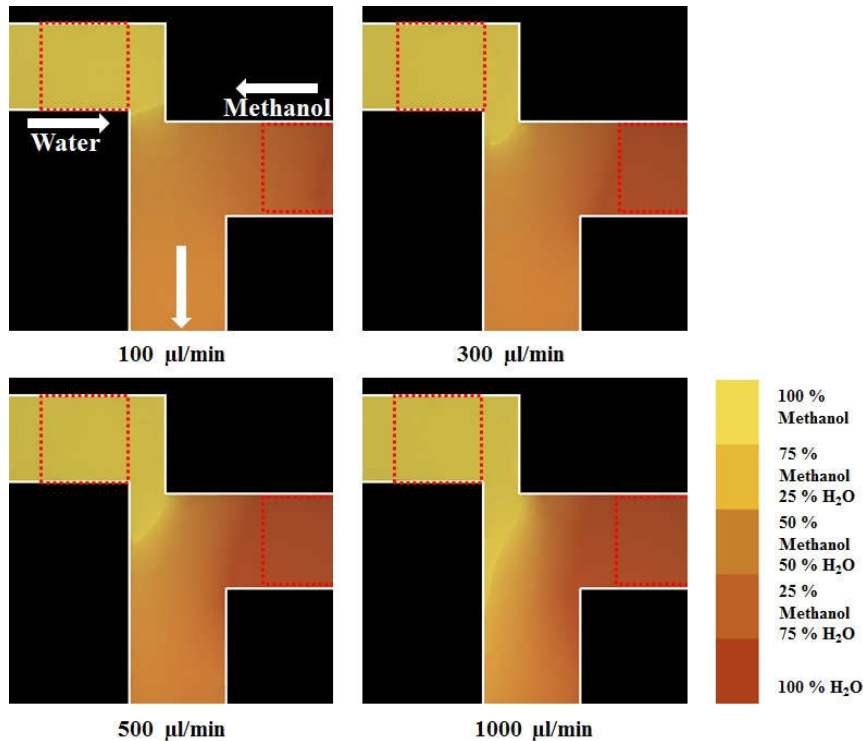 Methanol
Water
100 μl/min
300 μl/min
500 μl/min
1000 μl/min
100 %
Methanol
75 %
Methanol
25 % H₂O
50 %
Methanol
50 % H₂O
25 %
Methanol
75 % H₂O
100 % H₂O